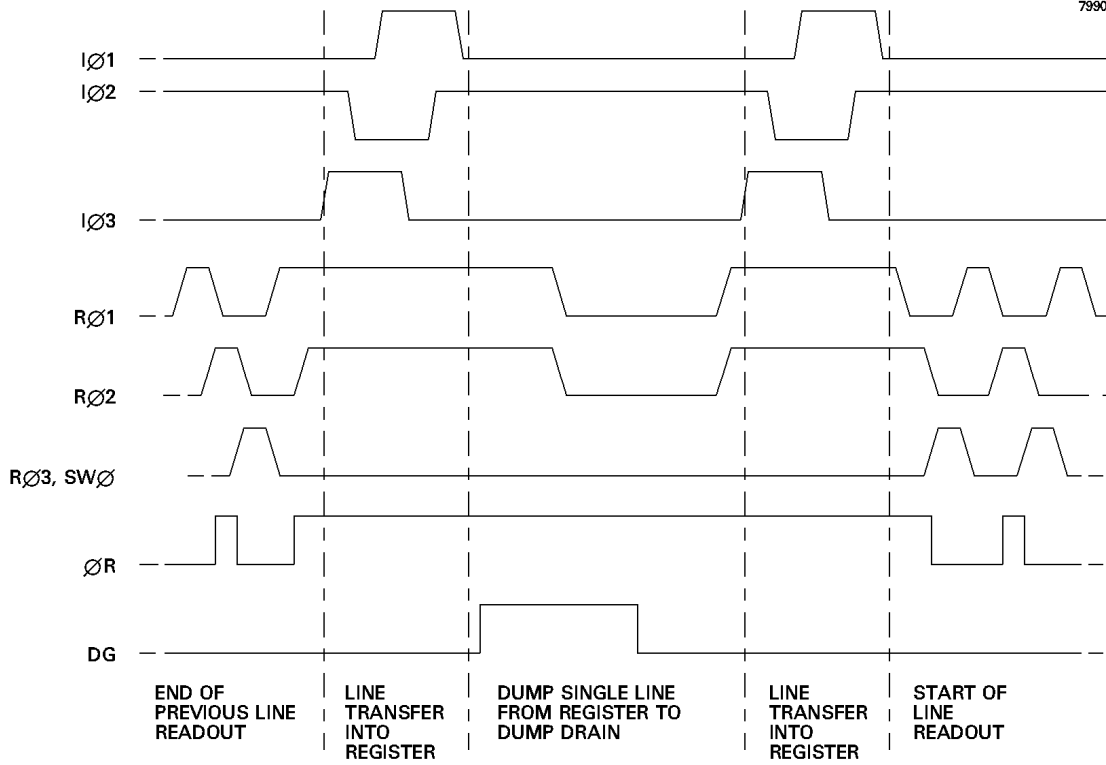 7990
IØ1
IØ2
IØ3
RØ1
RØ2
RØ3, SWØ
ØR
DG
END OF
PREVIOUS LINE
READOUT
LINE
TRANSFER
INTO
REGISTER
DUMP SINGLE LINE
FROM REGISTER TO
DUMP DRAIN
LINE
TRANSFER
INTO
REGISTER
START OF
LINE
READOUT